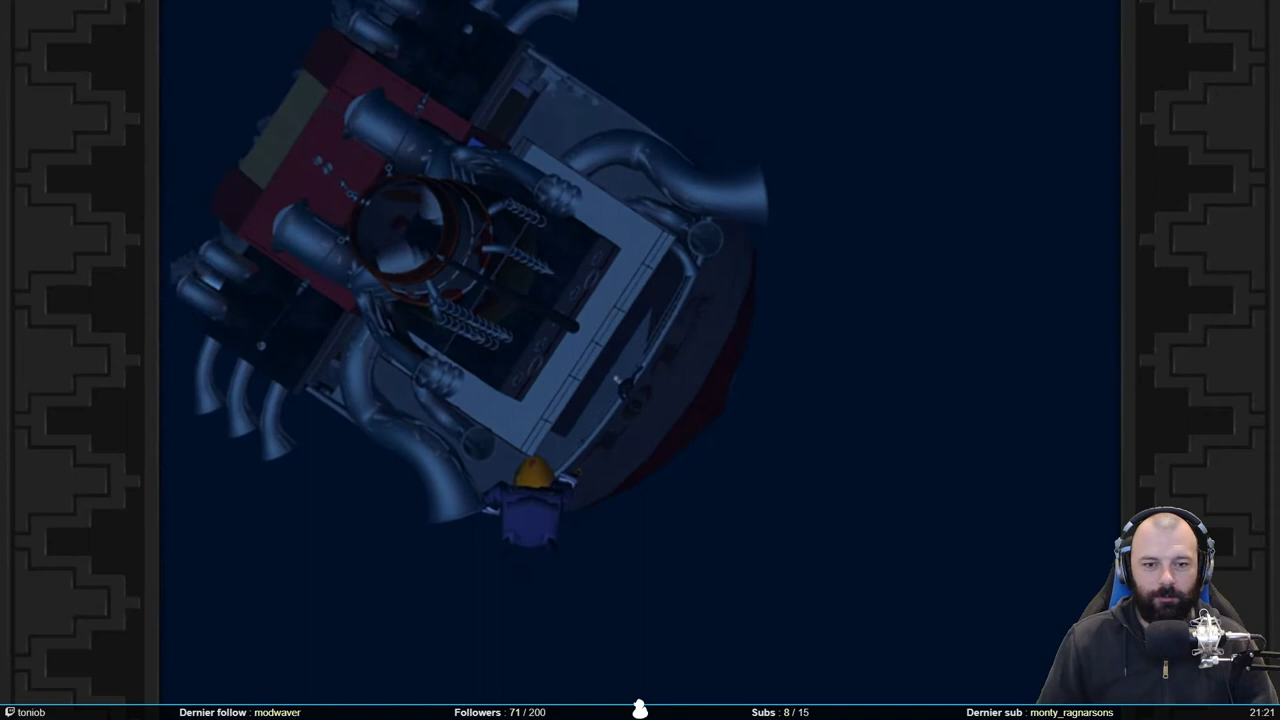 toniob Dernier follow : modwaver Followers : 71 / 200 Subs : 8 / 15 Dernier sub : monty_ragnarsons 21:21